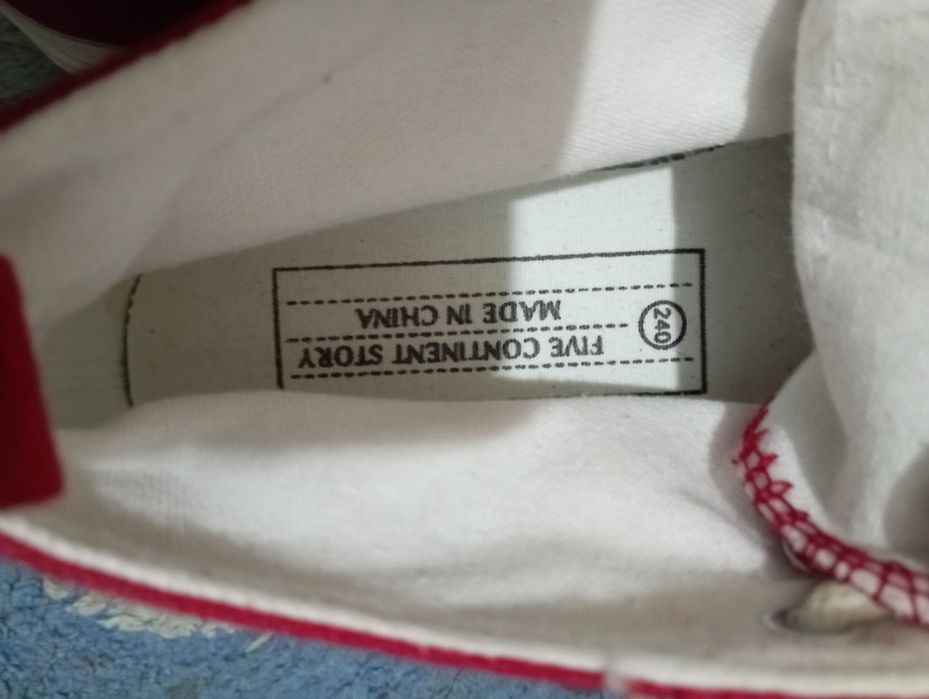 FIVE CONTINENT STORY
MADE IN CHINA
240